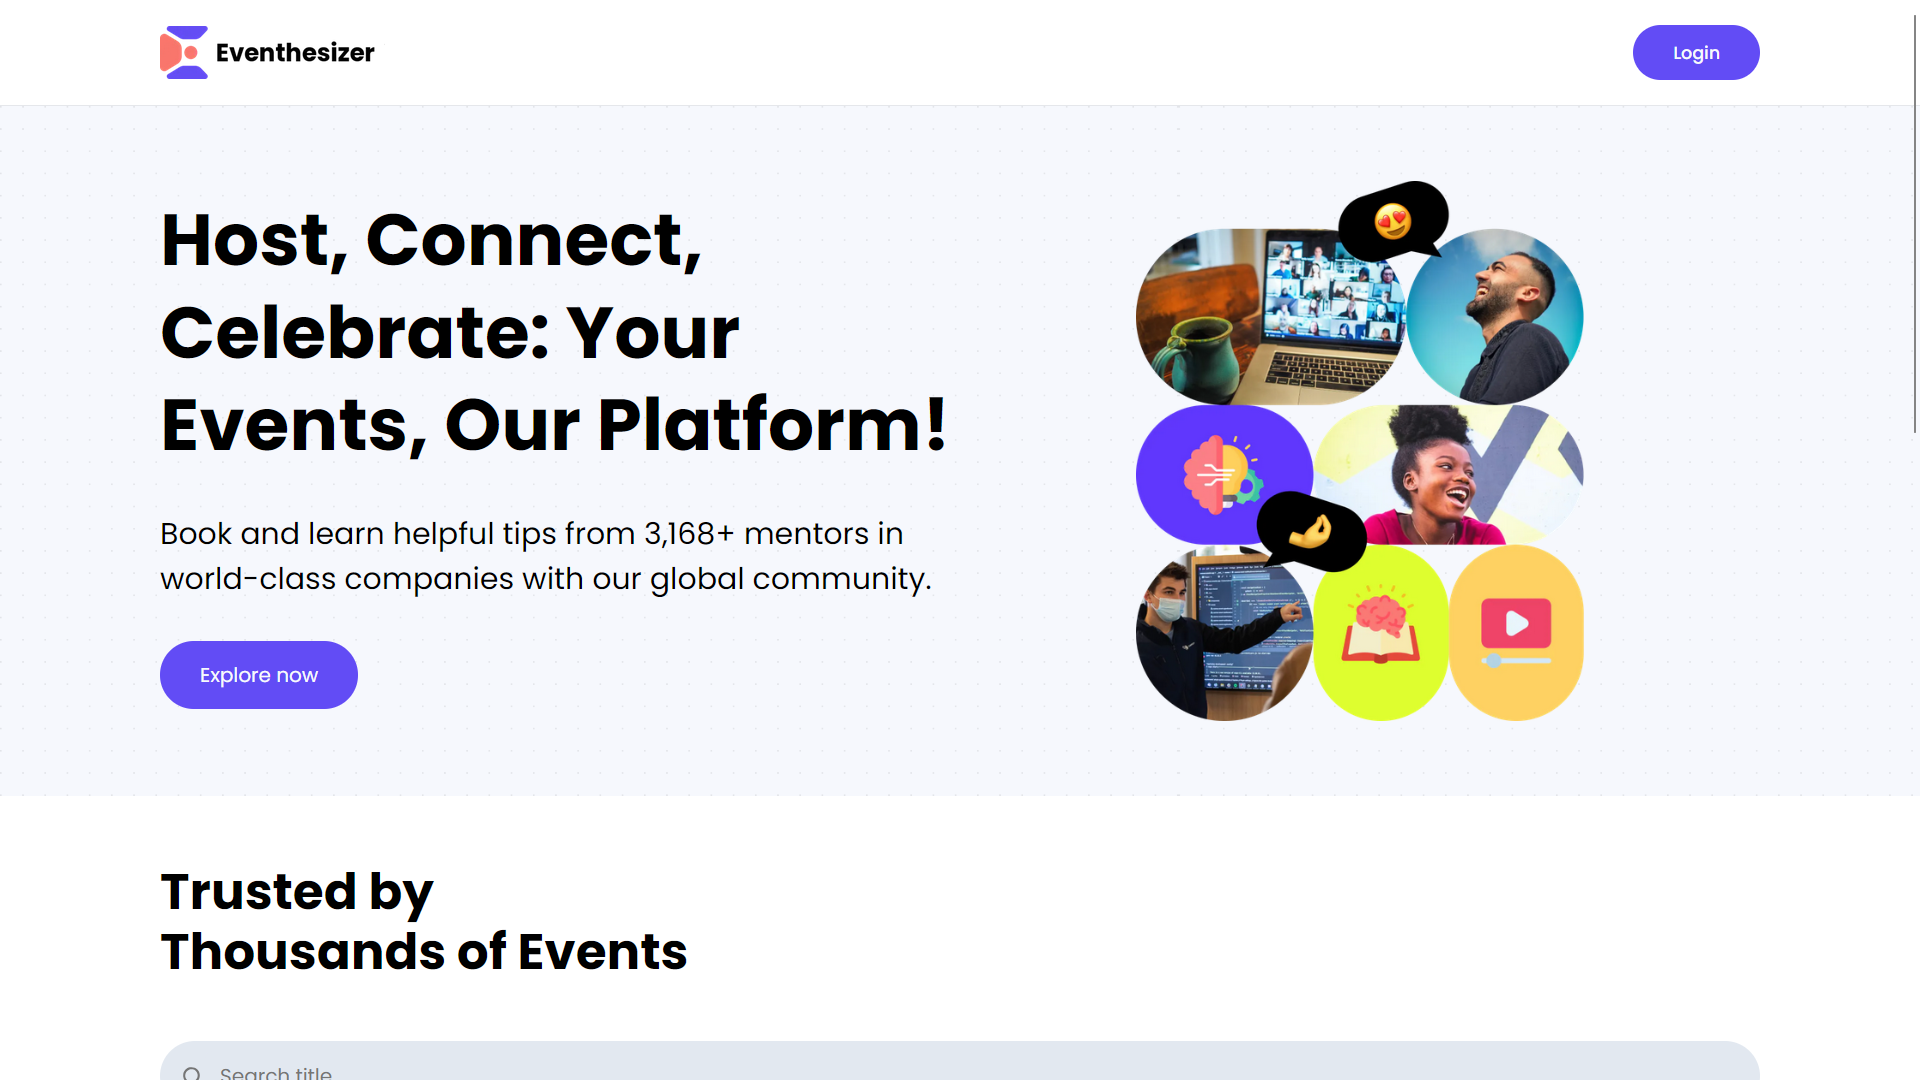 Eventhesizer
Login
Host, Connect,
Celebrate: Your
Events, Our Platform!
Book and learn helpful tips from 3,168+ mentors in
world-class companies with our global community.
Explore now
Trusted by
Thousands of Events
Search title